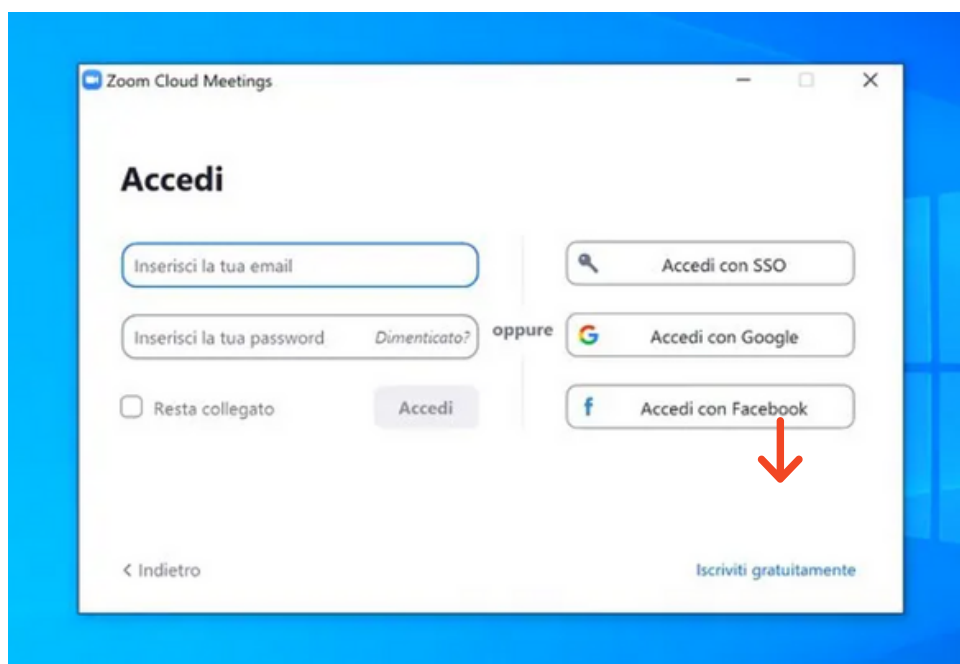 Zoom Cloud Meetings
Accedi
Inserisci la tua email
Inserisci la tua password Dimenticato?
Resta collegato Accedi
oppure
Accedi con SSO
Accedi con Google
Accedi con Facebook
< Indietro
Iscriviti gratuitamente